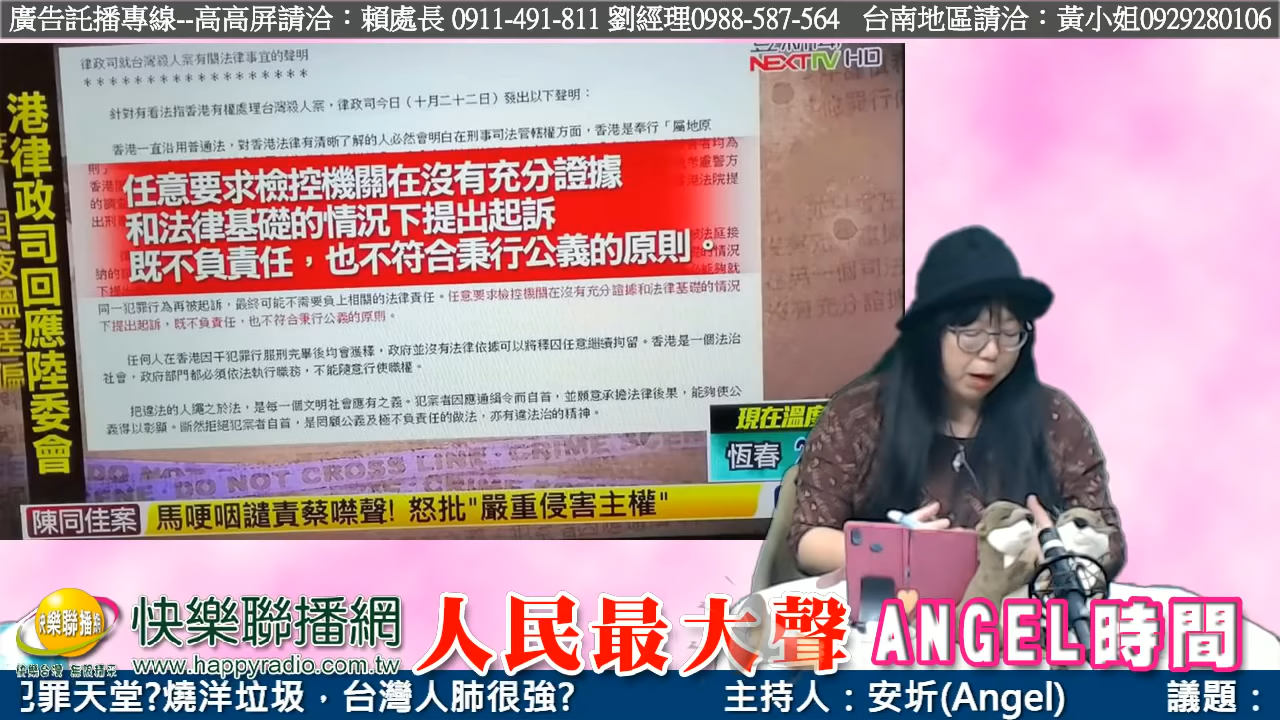 廣告託播專線--高高屏請洽：賴處長 0911-491-811 劉經理0988-587-564 台南地區請洽：黃小姐0929280106
律政司就台灣殺人案有關法律事宜的聲明
NEXTTV HD
港律政司回應陸委會
針對有看法指香港有權處理台灣殺人案，律政司今日（十月二十二日）發出以下聲明：
香港一直沿用普通法，對香港法律有清晰了解的人必然會明白在刑事司法管轄權方面，香港是奉行「屬地原
任意要求檢控機關在沒有充分證據
和法律基礎的情況下提出起訴
既不負責任，也不符合秉行公義的原則。
同一犯罪行為再被起訴，最終可能不需要負上相關的法律責任。任意要求檢控機關在沒有充分證據和法律基礎的情況
下提出起訴，既不負責任，也不符合秉行公義的原則。
任何人在香港因干犯罪行服刑完畢後均會獲釋，政府並沒有法律依據可以將釋囚任意繼續拘留。香港是一個法治
社會，政府部門都必須依法執行職務，不能隨意行使職權。
把違法的人繩之於法，是每一個文明社會應有之義。犯案者因應通緝令而自首，並願意承擔法律後果，能夠使公
義得以彰顯。斷然拒絕犯案者自首，是罔顧公義及極不負責任的做法，亦有違法治的精神。
現在溫度
恆春
DO NOT CROSS LINE
陳同佳案 馬哽咽譴責蔡噤聲! 怒批"嚴重侵害主權"
快樂聯播網
快樂聯播網 人民最大聲 ANGEL時間
www.happyradio.com.tw
犯罪天堂?燒洋垃圾．台灣人肺很強? 主持人：安圻(Angel) 議題：